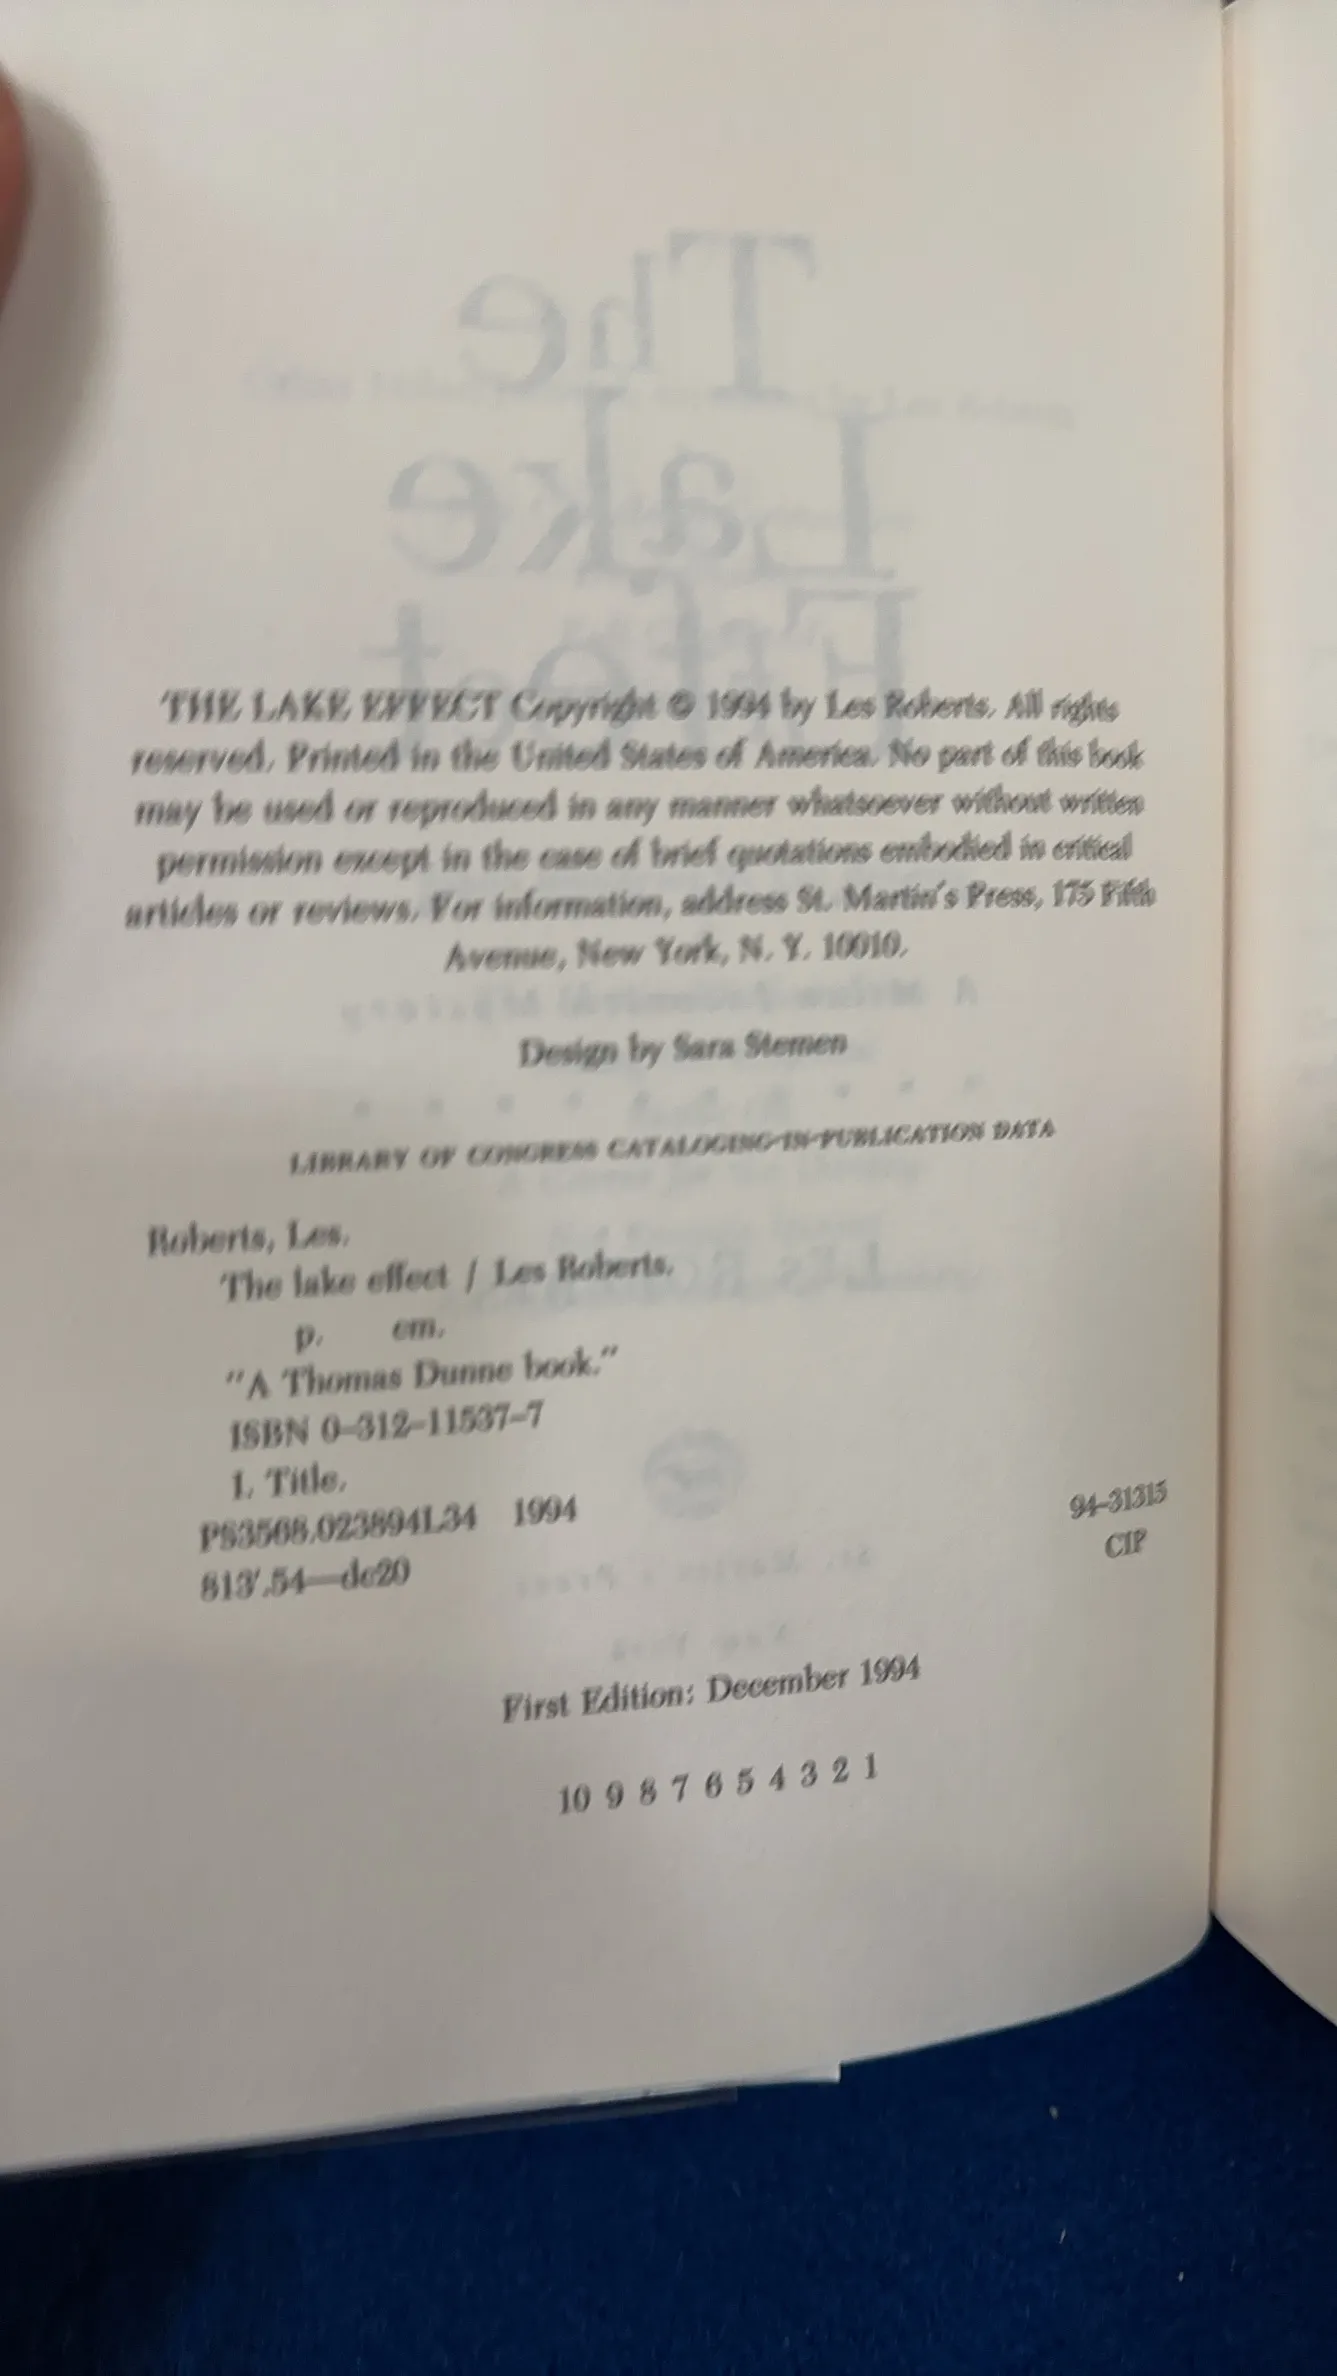 THE LAKE EFFECT Copyright © 1994 by Les Roberts. All rights
reserved. Printed in the United States of America. No part of this book
may be used or reproduced in any manner whatsoever without written
permission except in the case of brief quotations embodied in critical
articles or reviews. For information, address St. Martin's Press, 175 Fifth
Avenue, New York, N. Y. 10010.
Design by Sara Stemen
LIBRARY OF CONGRESS CATALOGING-IN-PUBLICATION DATA
Roberts, Les.
The lake effect / Les Roberts.
p. cm.
"A Thomas Dunne book."
ISBN 0-312-11537-7
1. Title.
PS3568.023894L34 1994
813'.54—dc20
94-31315
CIP
First Edition: December 1994
10 9 8 7 6 5 4 3 2 1